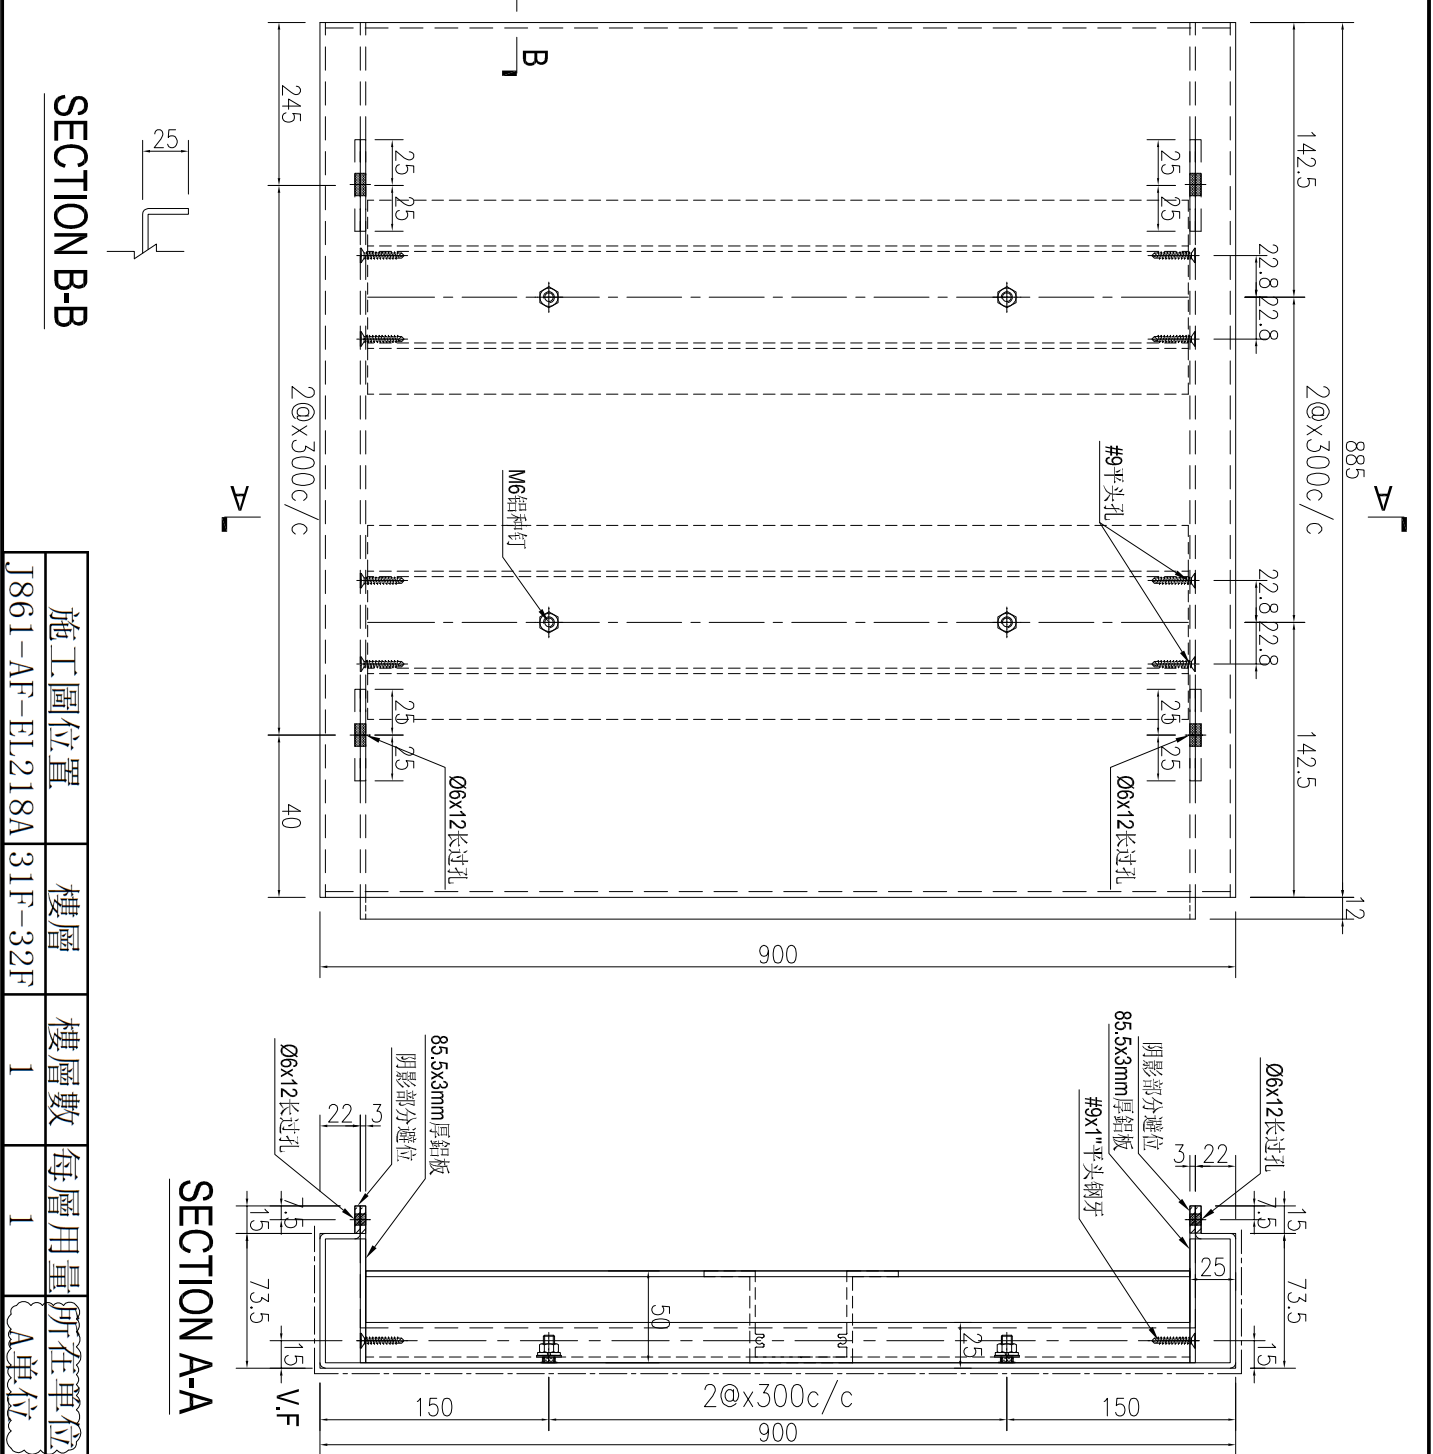 885
12
142.5
2@x300c/c
142.5
22.8
22.8
22.8
22.8
A
A
B
25
25
25
25
25
25
25
25
#9平头孔
M6铝种钉
Ø6x12长过孔
Ø6x12长过孔
245
2@x300c/c
40
900
25
SECTION B-B
Ø6x12长过孔
阴影部分避位
85.5x3mm厚鋁板
#9x1"平头钢牙
3
22
15
7.5
73.5
25
15
85.5x3mm厚鋁板
阴影部分避位
Ø6x12长过孔
22
3
7.5
15
73.5
15
50
25
V.F
150
2@x300c/c
150
900
SECTION A-A
施工圖位置 樓層 樓層數 每層用量 所在单位
J861-AF-EL218A 31F-32F 1 1 A单位